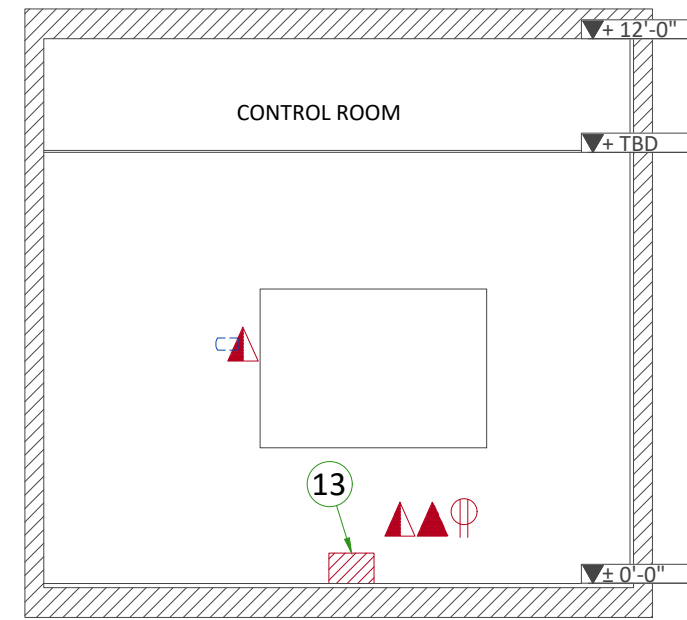 + 12'-0"
CONTROL ROOM
+ TBD
13
± 0'-0"